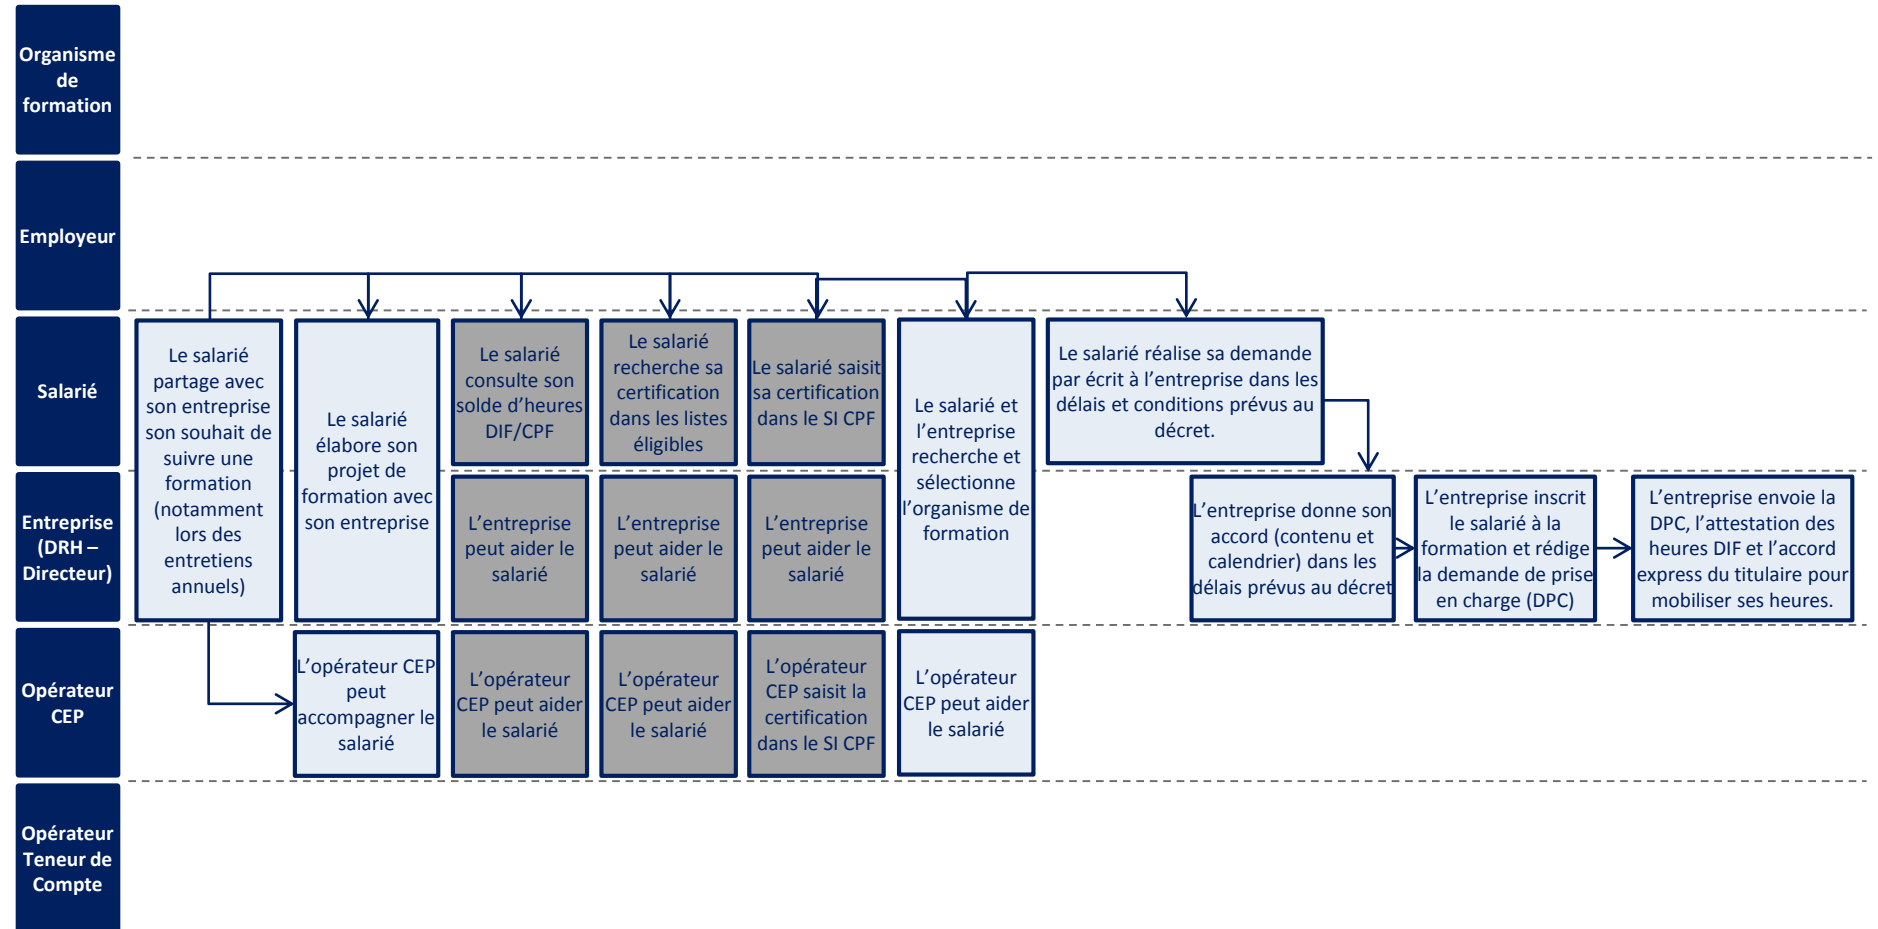 Organisme
de
formation
Employeur
Salarié
Entreprise
(DRH –
Directeur)
Opérateur
CEP
Opérateur
Teneur de
Compte
Le salarié
partage avec
son entreprise
son souhait de
suivre une
formation
(notamment
lors des
entretiens
annuels)
Le salarié
élabore son
projet de
formation avec
son entreprise
L'opérateur CEP
peut
accompagner le
salarié
Le salarié
consulte son
solde d'heures
DIF/CPF
L'entreprise
peut aider le
salarié
L'opérateur
CEP peut aider
le salarié
Le salarié
recherche sa
certification
dans les listes
éligibles
L'entreprise
peut aider le
salarié
L'opérateur
CEP peut aider
le salarié
Le salarié saisit
sa certification
dans le SI CPF
L'entreprise
peut aider le
salarié
L'opérateur
CEP saisit la
certification
dans le SI CPF
Le salarié et
l'entreprise
recherche et
sélectionne
l'organisme de
formation
L'opérateur
CEP peut aider
le salarié
Le salarié réalise sa demande
par écrit à l'entreprise dans les
délais et conditions prévus au
décret.
L'entreprise donne son
accord (contenu et
calendrier) dans les
délais prévus au décret
L'entreprise inscrit
le salarié à la
formation et rédige
la demande de prise
en charge (DPC)
L'entreprise envoie la
DPC, l'attestation des
heures DIF et l'accord
express du titulaire pour
mobiliser ses heures.